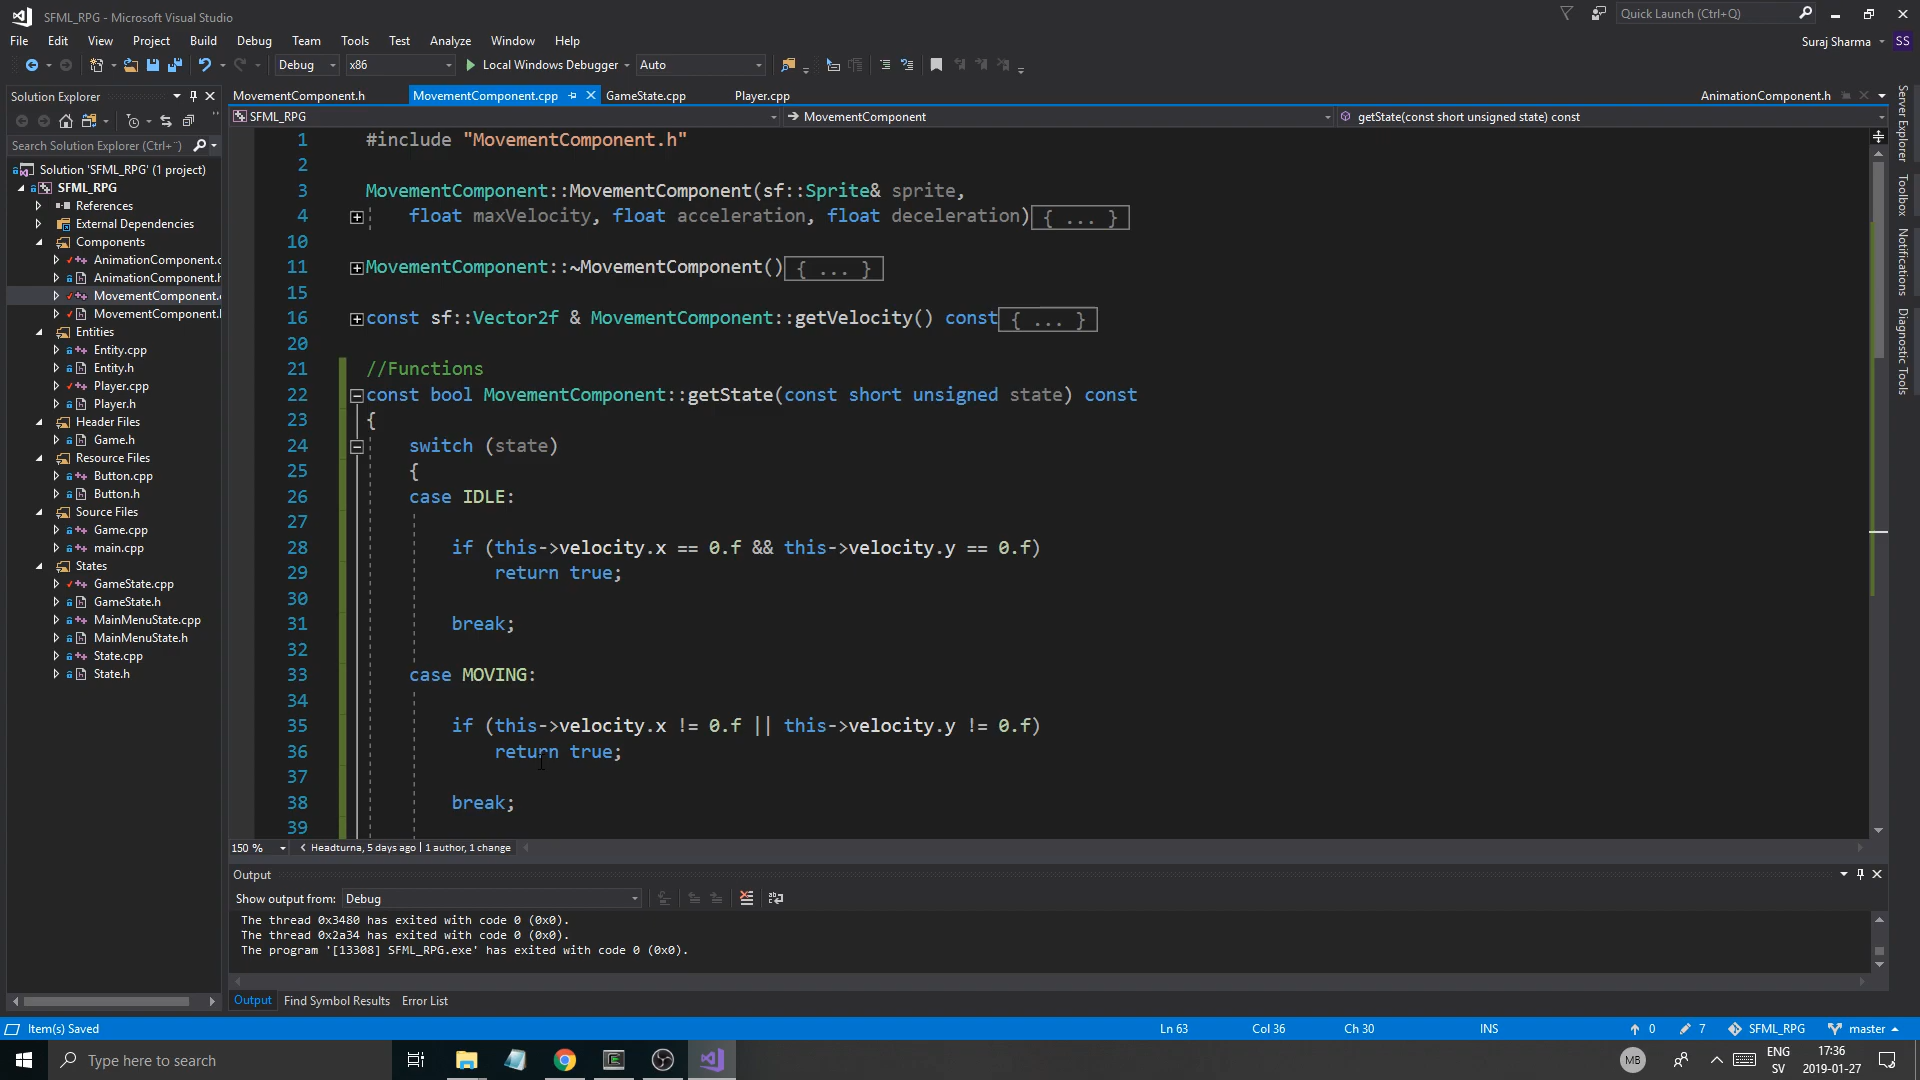 SFML_RPG - Microsoft Visual Studio
Quick Launch (Ctrl+Q)
File Edit View Project Build Debug Team Tools Test Analyze Window Help
Suraj Sharma SS
Debug x86 Local Windows Debugger Auto
Solution Explorer
MovementComponent.h MovementComponent.cpp GameState.cpp Player.cpp AnimationComponent.h
SFML_RPG MovementComponent getState(const short unsigned state) const
Search Solution Explorer (Ctrl+¨)
Solution 'SFML_RPG' (1 project)
SFML_RPG
References
External Dependencies
Components
AnimationComponent.c
AnimationComponent.h
MovementComponent.c
MovementComponent.h
Entities
Entity.cpp
Entity.h
Player.cpp
Player.h
Header Files
Game.h
Resource Files
Button.cpp
Button.h
Source Files
Game.cpp
main.cpp
States
GameState.cpp
GameState.h
MainMenuState.cpp
MainMenuState.h
State.cpp
State.h
1 #include "MovementComponent.h"
2
3 MovementComponent::MovementComponent(sf::Sprite& sprite,
4 float maxVelocity, float acceleration, float deceleration){ ... }
10
11 MovementComponent::~MovementComponent(){ ... }
15
16 const sf::Vector2f & MovementComponent::getVelocity() const{ ... }
20
21 //Functions
22 const bool MovementComponent::getState(const short unsigned state) const
23 {
24 switch (state)
25 {
26 case IDLE:
27
28 if (this->velocity.x == 0.f && this->velocity.y == 0.f)
29 return true;
30
31 break;
32
33 case MOVING:
34
35 if (this->velocity.x != 0.f || this->velocity.y != 0.f)
36 return true;
37
38 break;
39
150 % Headturna, 5 days ago | 1 author, 1 change
Server Explorer
Toolbox
Notifications
Diagnostic Tools
Output
Show output from: Debug
The thread 0x3480 has exited with code 0 (0x0).
The thread 0x2a34 has exited with code 0 (0x0).
The program '[13308] SFML_RPG.exe' has exited with code 0 (0x0).
Output Find Symbol Results Error List
Item(s) Saved Ln 63 Col 36 Ch 30 INS 0 7 SFML_RPG master
Type here to search
MB
ENG
SV
17:36
2019-01-27